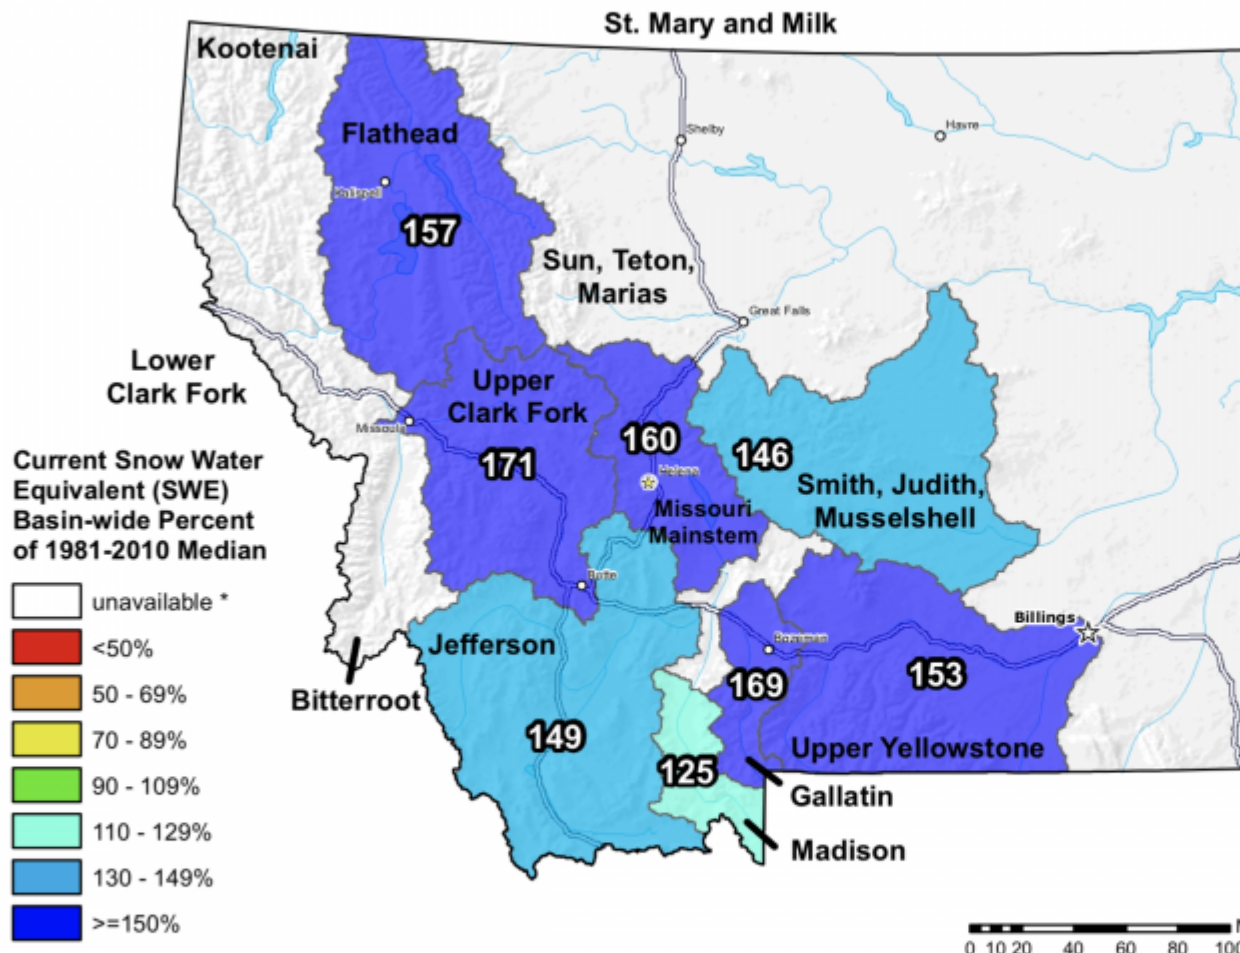 St. Mary and Milk
Kootenai
Flathead
Shelby
Havre
Kalispell
157
Sun, Teton,
Marias
Great Falls
Lower
Clark Fork
Upper
Clark Fork
Missoula
160
171
146
Helena
Smith, Judith,
Musselshell
Missouri
Mainstem
Current Snow Water
Equivalent (SWE)
Basin-wide Percent
of 1981-2010 Median
unavailable *
<50%
50 - 69%
70 - 89%
90 - 109%
110 - 129%
130 - 149%
>=150%
Butte
Billings
Jefferson
Bozeman
Bitterroot
169
153
149
125
Upper Yellowstone
Gallatin
Madison
0 10 20 40 60 80 100